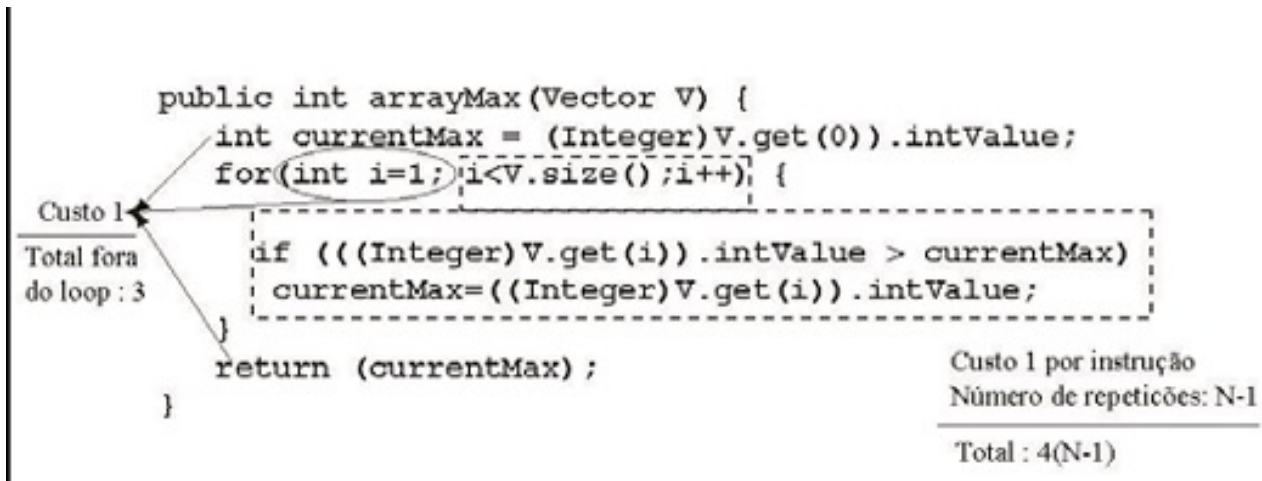 public int arrayMax(Vector V) {
int currentMax = (Integer)V.get(0)).intValue;
for(int i=1; i<V.size();i++) {
Custo 1
Total fora
do loop : 3
if (((Integer)V.get(i)).intValue > currentMax)
currentMax=((Integer)V.get(i)).intValue;
}
return (currentMax);
}
Custo 1 por instrução
Número de repeticões: N-1
Total : 4(N-1)